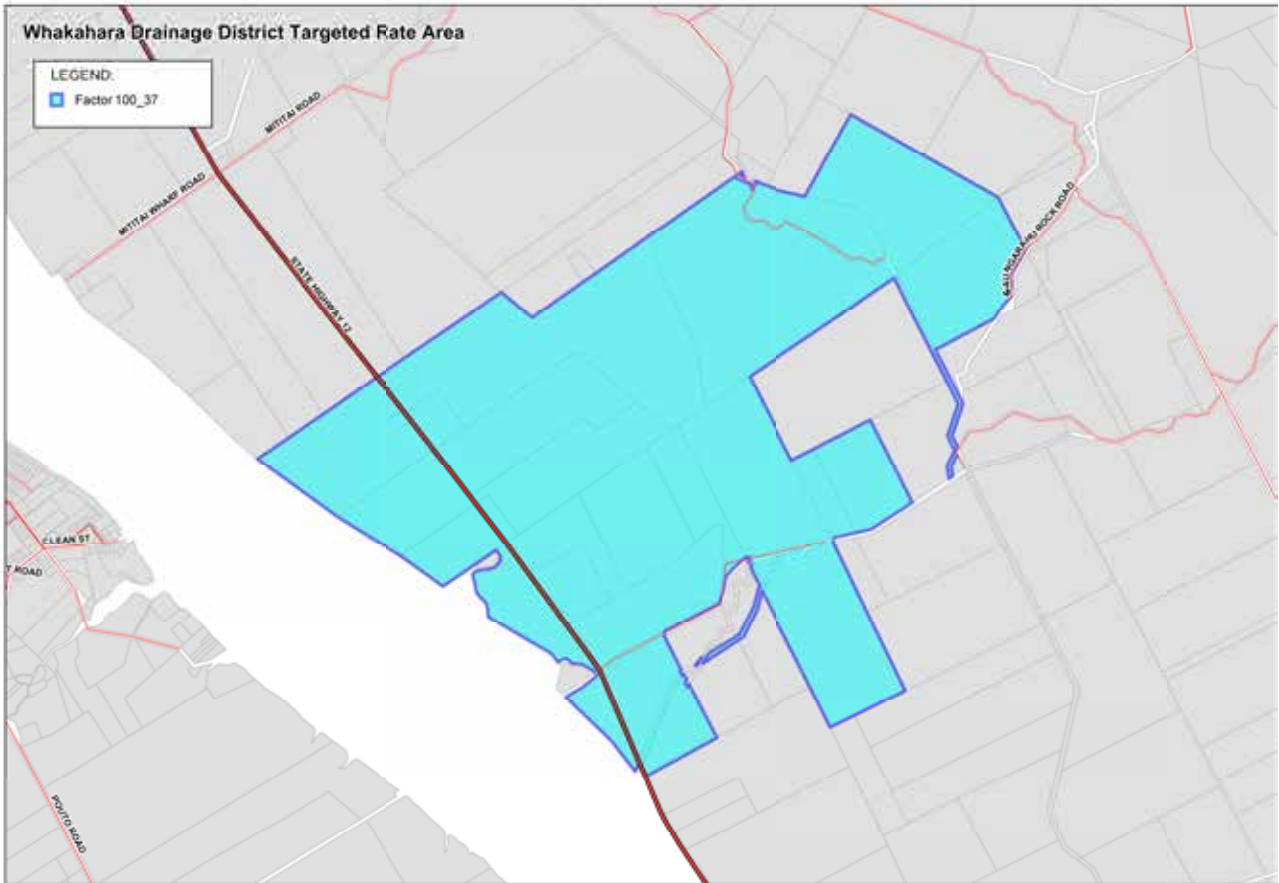 Whakahara Drainage District Targeted Rate Area
LEGEND:
Factor 100_37
MITITAI ROAD
MITITAI WHARF ROAD
STATE HIGHWAY 12
ROCK ROAD
CLEAN ST
T ROAD
POUTO ROAD